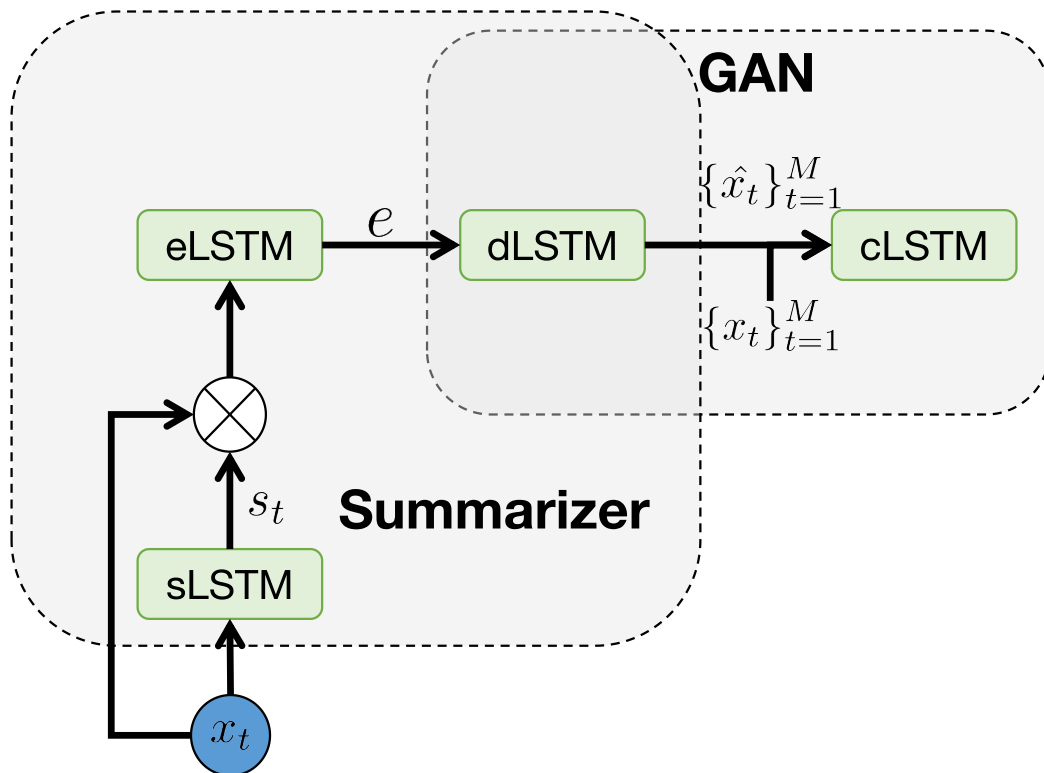 GAN
{x̂_t}_{t=1}^M
eLSTM
e
dLSTM
cLSTM
{x_t}_{t=1}^M
s_t
Summarizer
sLSTM
x_t